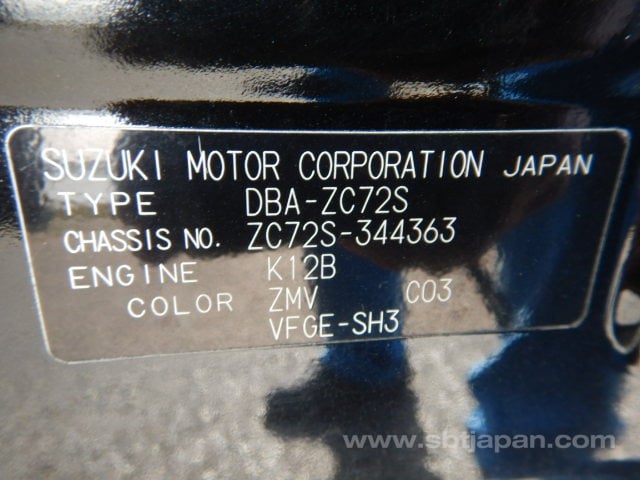 SUZUKI MOTOR CORPORATION JAPAN
TYPE DBA-ZC72S
CHASSIS NO. ZC72S-344363
ENGINE K12B
COLOR ZMV C03
VFGE-SH3
www.sbtjapan.com